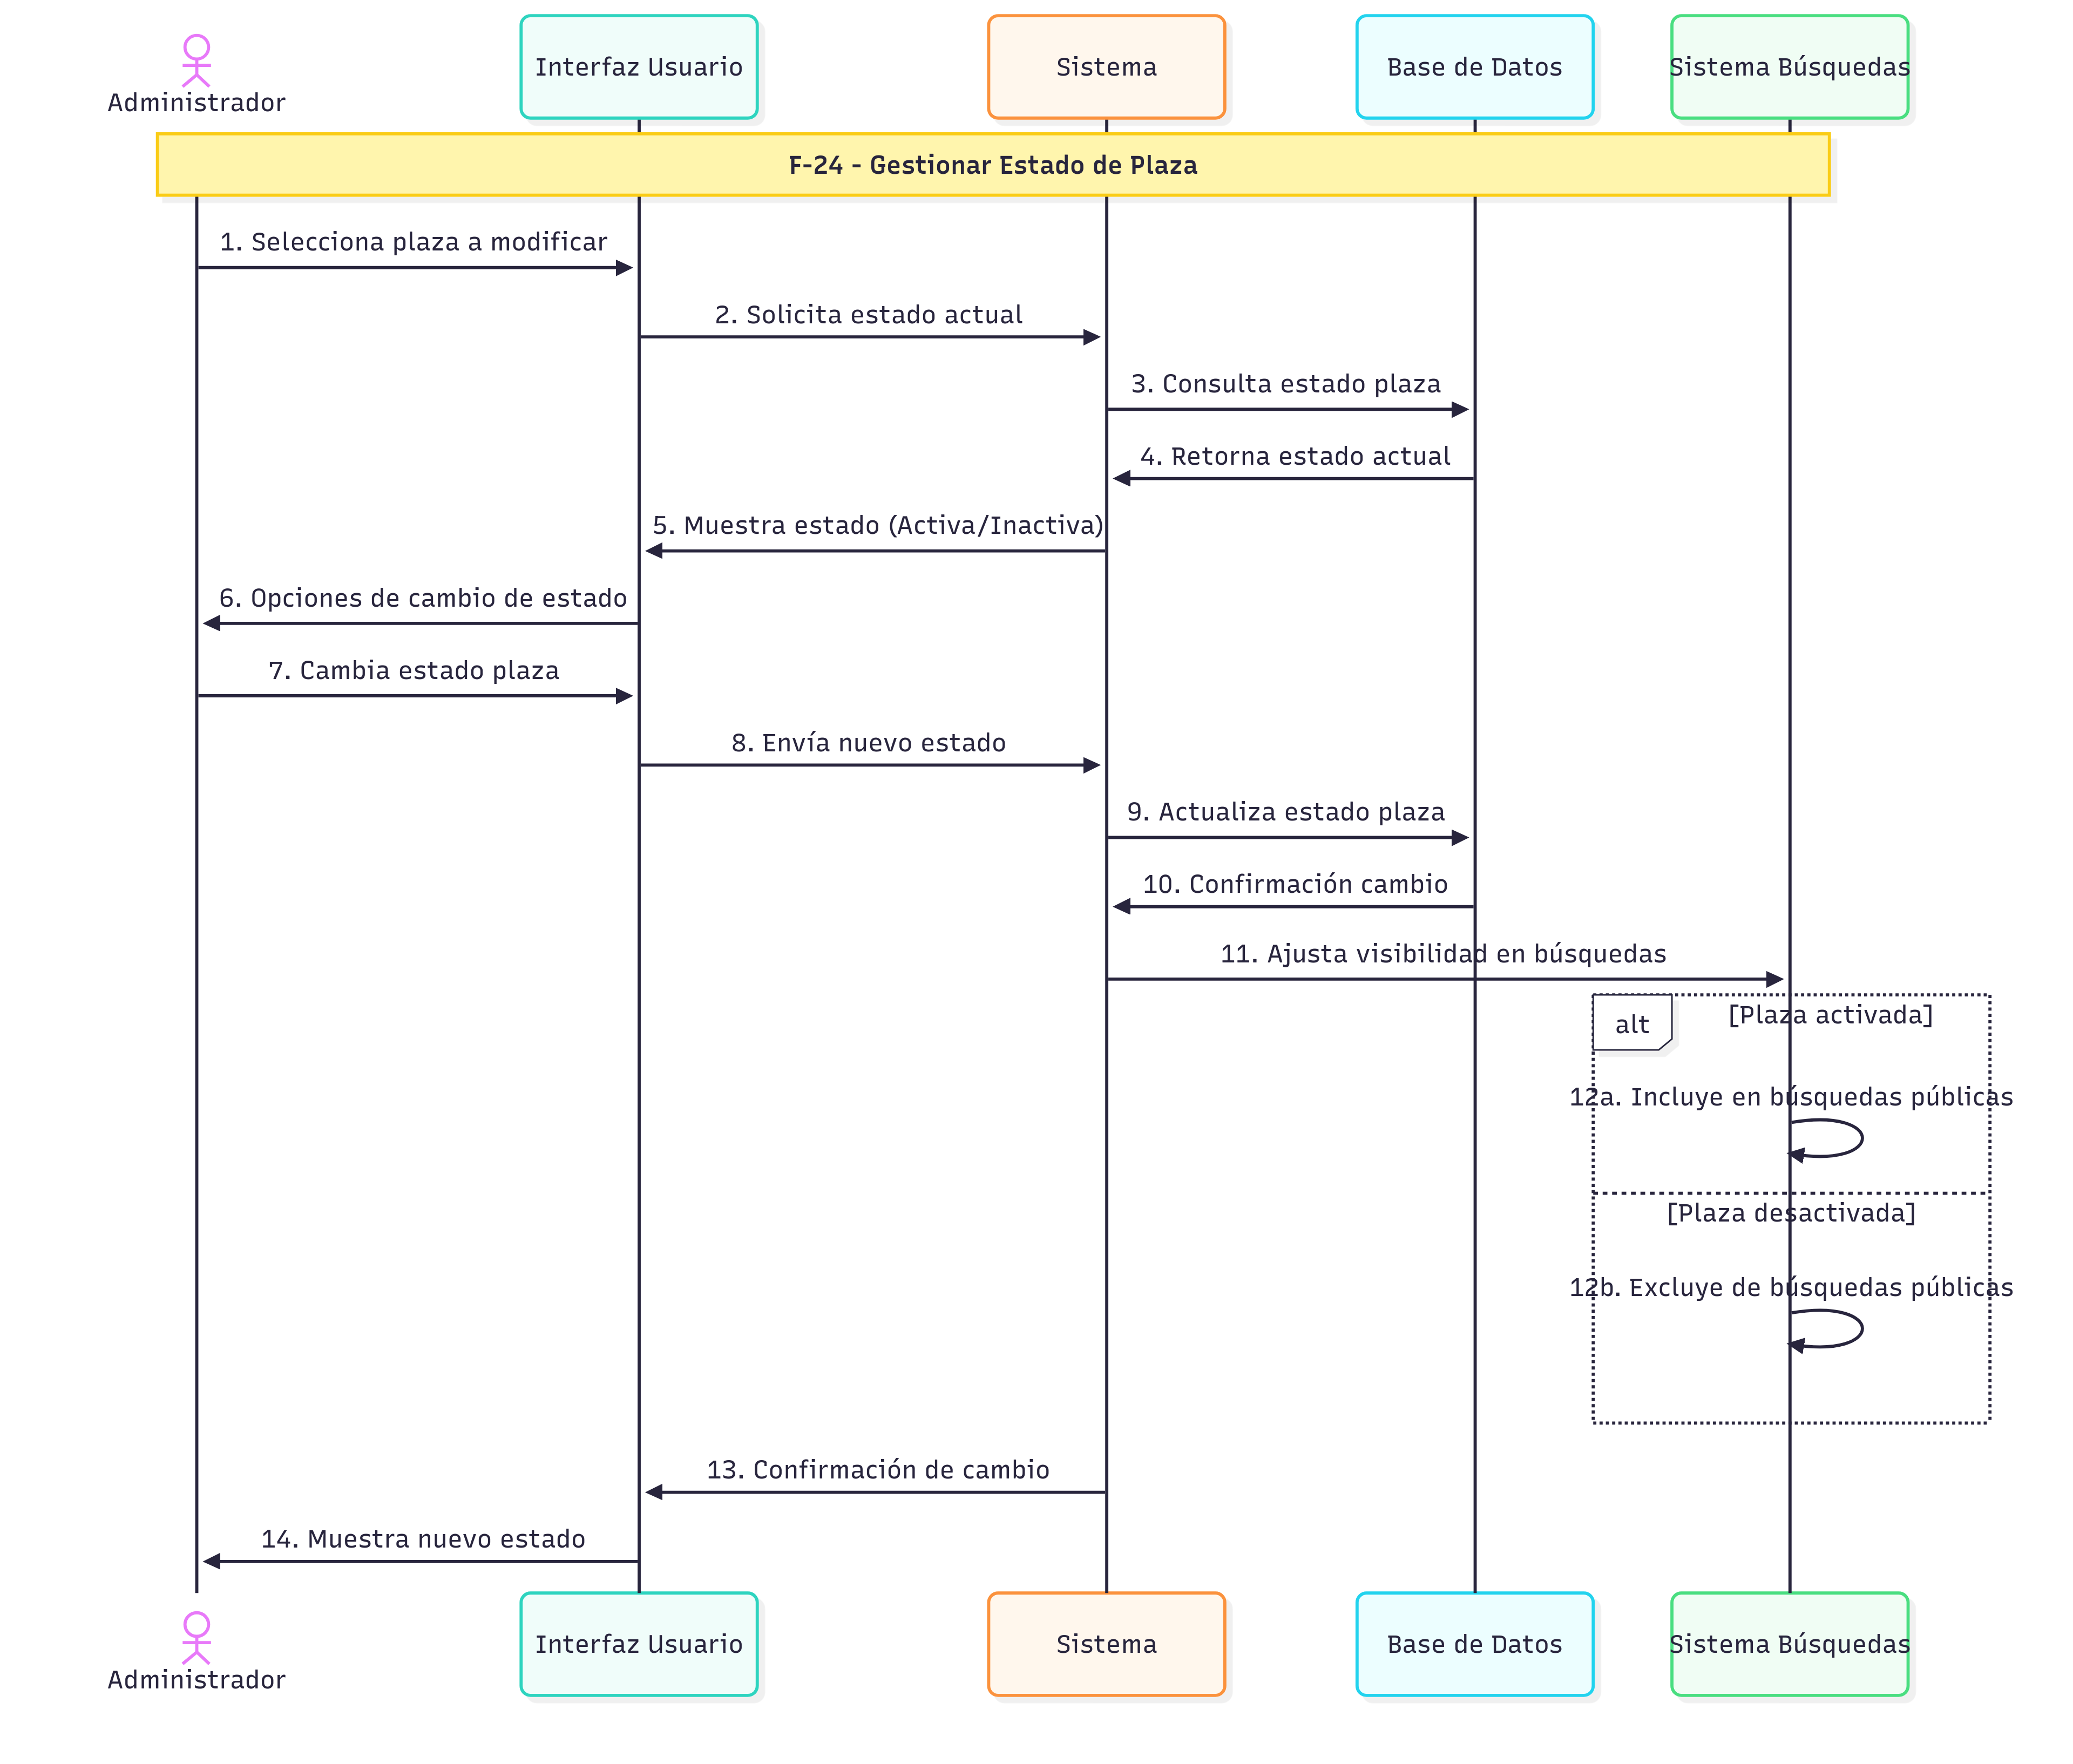 Administrador
Interfaz Usuario
Sistema
Base de Datos
Sistema Búsquedas
F-24 - Gestionar Estado de Plaza
1. Selecciona plaza a modificar
2. Solicita estado actual
3. Consulta estado plaza
4. Retorna estado actual
5. Muestra estado (Activa/Inactiva)
6. Opciones de cambio de estado
7. Cambia estado plaza
8. Envía nuevo estado
9. Actualiza estado plaza
10. Confirmación cambio
11. Ajusta visibilidad en búsquedas
alt
[Plaza activada]
12a. Incluye en búsquedas públicas
[Plaza desactivada]
12b. Excluye de búsquedas públicas
13. Confirmación de cambio
14. Muestra nuevo estado
Administrador
Interfaz Usuario
Sistema
Base de Datos
Sistema Búsquedas